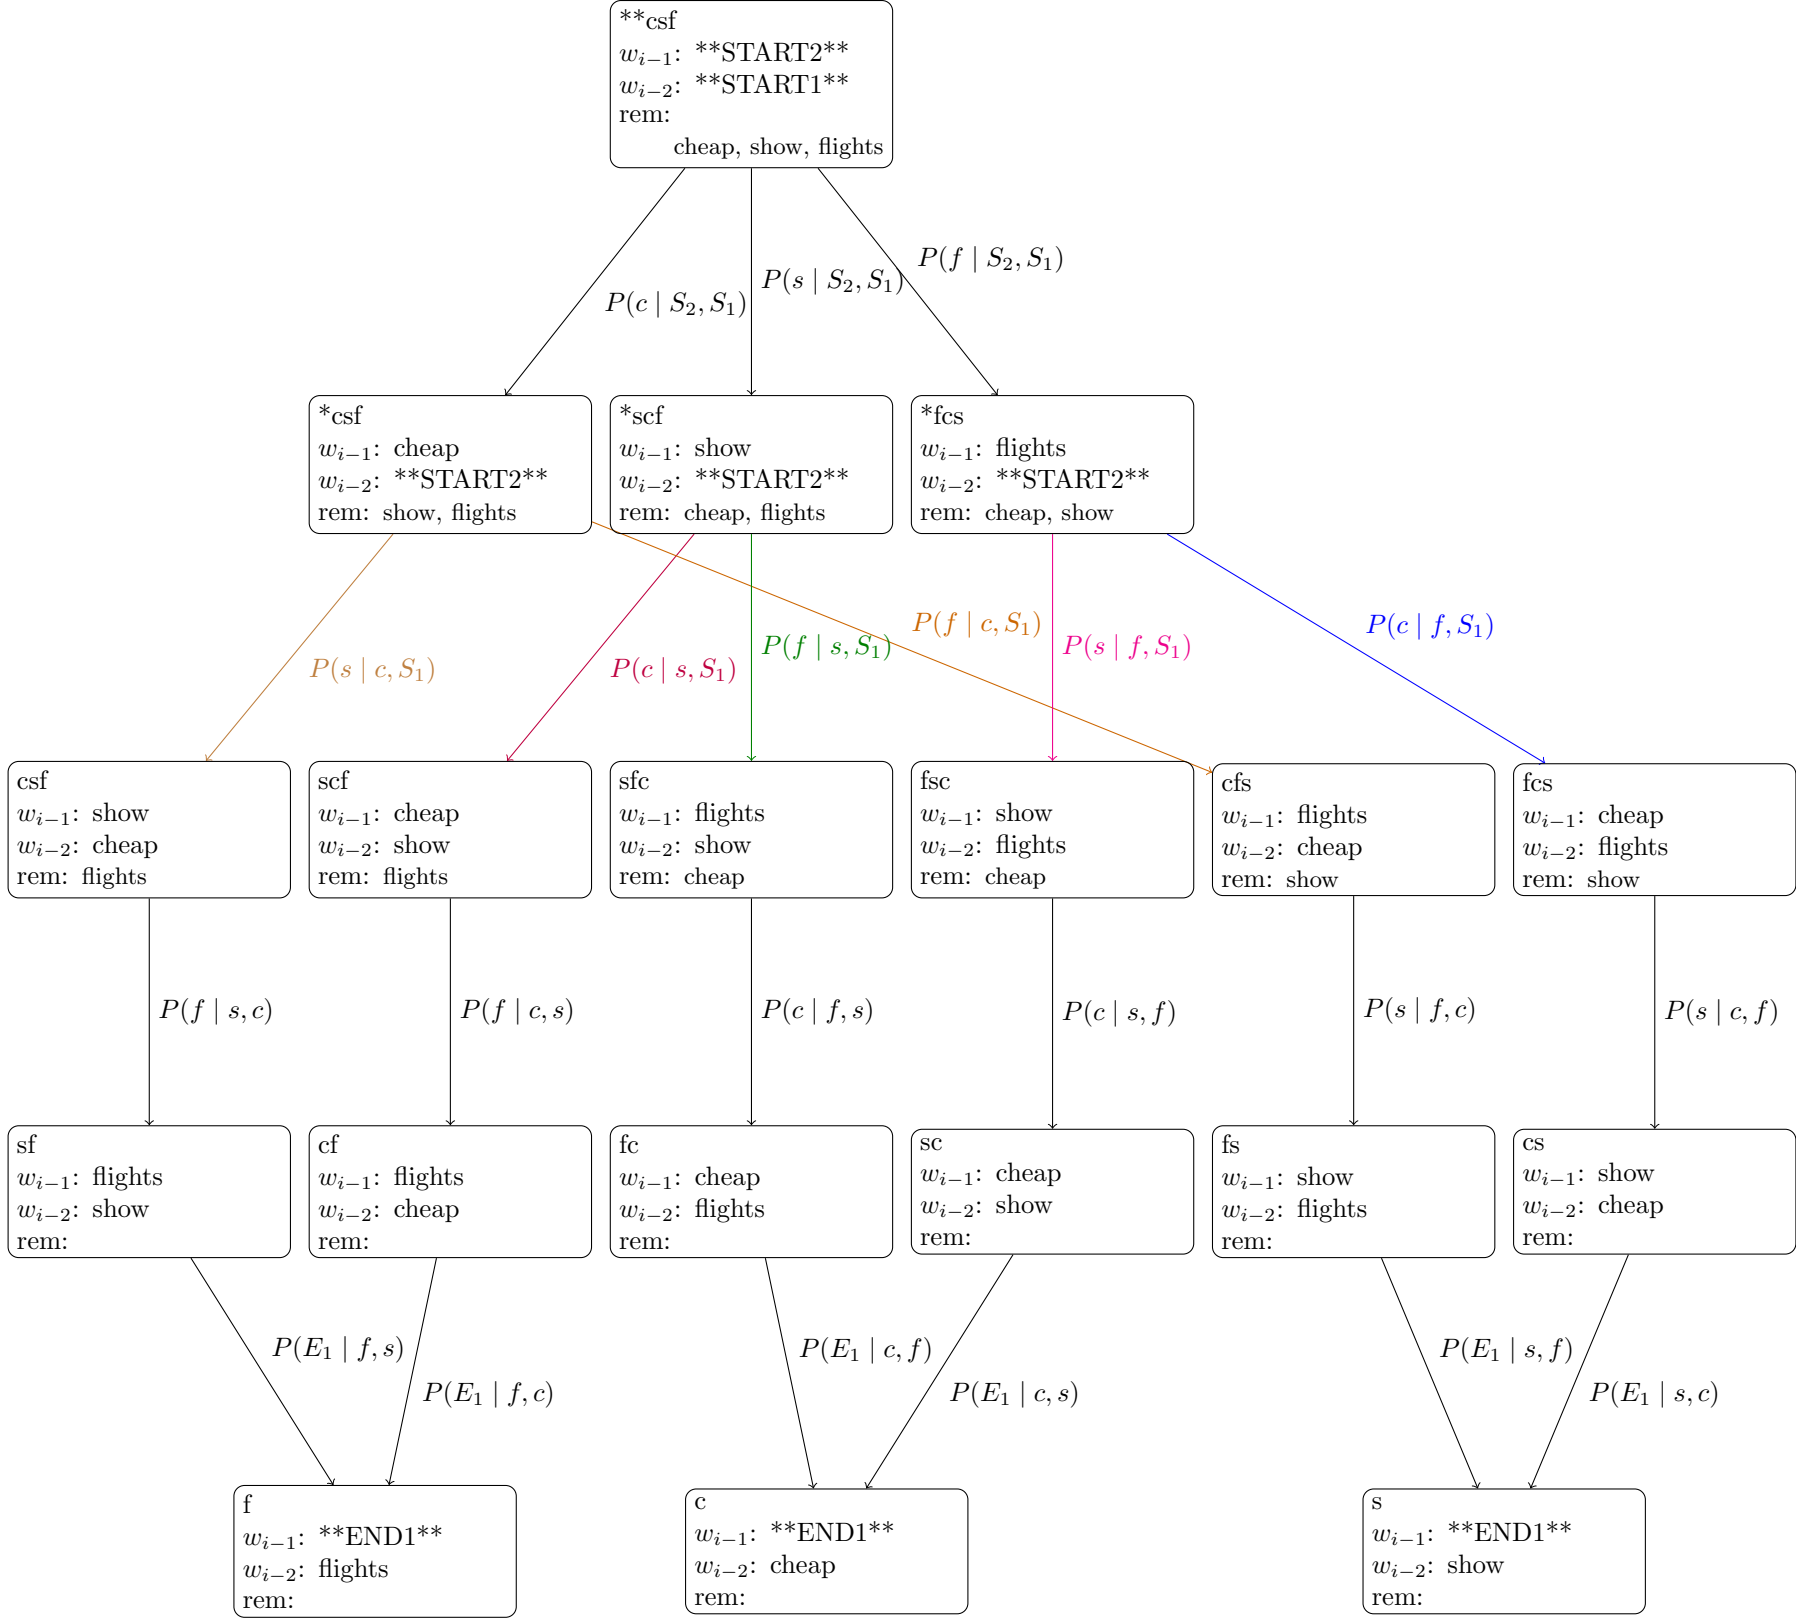 **csf
w_{i−1}: **START2**
w_{i−2}: **START1**
rem:
cheap, show, flights
P(f | S_2, S_1)
P(s | S_2, S_1)
P(c | S_2, S_1)
*csf
w_{i−1}: cheap
w_{i−2}: **START2**
rem: show, flights
*scf
w_{i−1}: show
w_{i−2}: **START2**
rem: cheap, flights
*fcs
w_{i−1}: flights
w_{i−2}: **START2**
rem: cheap, show
P(s | c, S_1)
P(c | s, S_1)
P(f | s, S_1)
P(f | c, S_1)
P(s | f, S_1)
P(c | f, S_1)
csf
w_{i−1}: show
w_{i−2}: cheap
rem: flights
scf
w_{i−1}: cheap
w_{i−2}: show
rem: flights
sfc
w_{i−1}: flights
w_{i−2}: show
rem: cheap
fsc
w_{i−1}: show
w_{i−2}: flights
rem: cheap
cfs
w_{i−1}: flights
w_{i−2}: cheap
rem: show
fcs
w_{i−1}: cheap
w_{i−2}: flights
rem: show
P(f | s, c)
P(f | c, s)
P(c | f, s)
P(c | s, f)
P(s | f, c)
P(s | c, f)
sf
w_{i−1}: flights
w_{i−2}: show
rem:
cf
w_{i−1}: flights
w_{i−2}: cheap
rem:
fc
w_{i−1}: cheap
w_{i−2}: flights
rem:
sc
w_{i−1}: cheap
w_{i−2}: show
rem:
fs
w_{i−1}: show
w_{i−2}: flights
rem:
cs
w_{i−1}: show
w_{i−2}: cheap
rem:
P(E_1 | f, s)
P(E_1 | f, c)
P(E_1 | c, f)
P(E_1 | c, s)
P(E_1 | s, f)
P(E_1 | s, c)
f
w_{i−1}: **END1**
w_{i−2}: flights
rem:
c
w_{i−1}: **END1**
w_{i−2}: cheap
rem:
s
w_{i−1}: **END1**
w_{i−2}: show
rem: